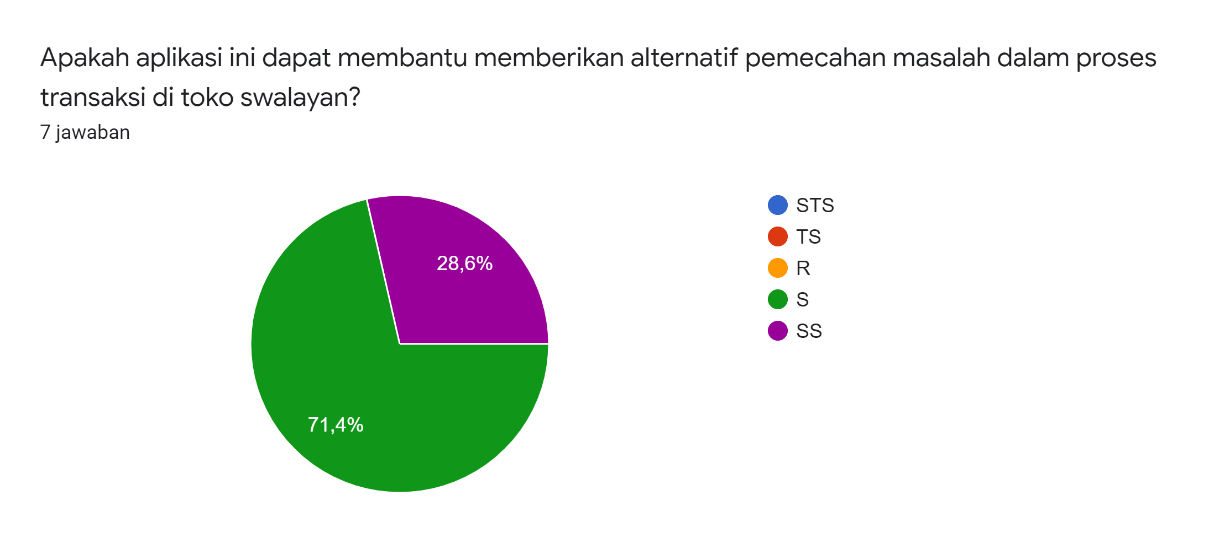 Apakah aplikasi ini dapat membantu memberikan alternatif pemecahan masalah dalam proses
transaksi di toko swalayan?
7 jawaban
28,6%
71,4%
STS
TS
R
S
SS